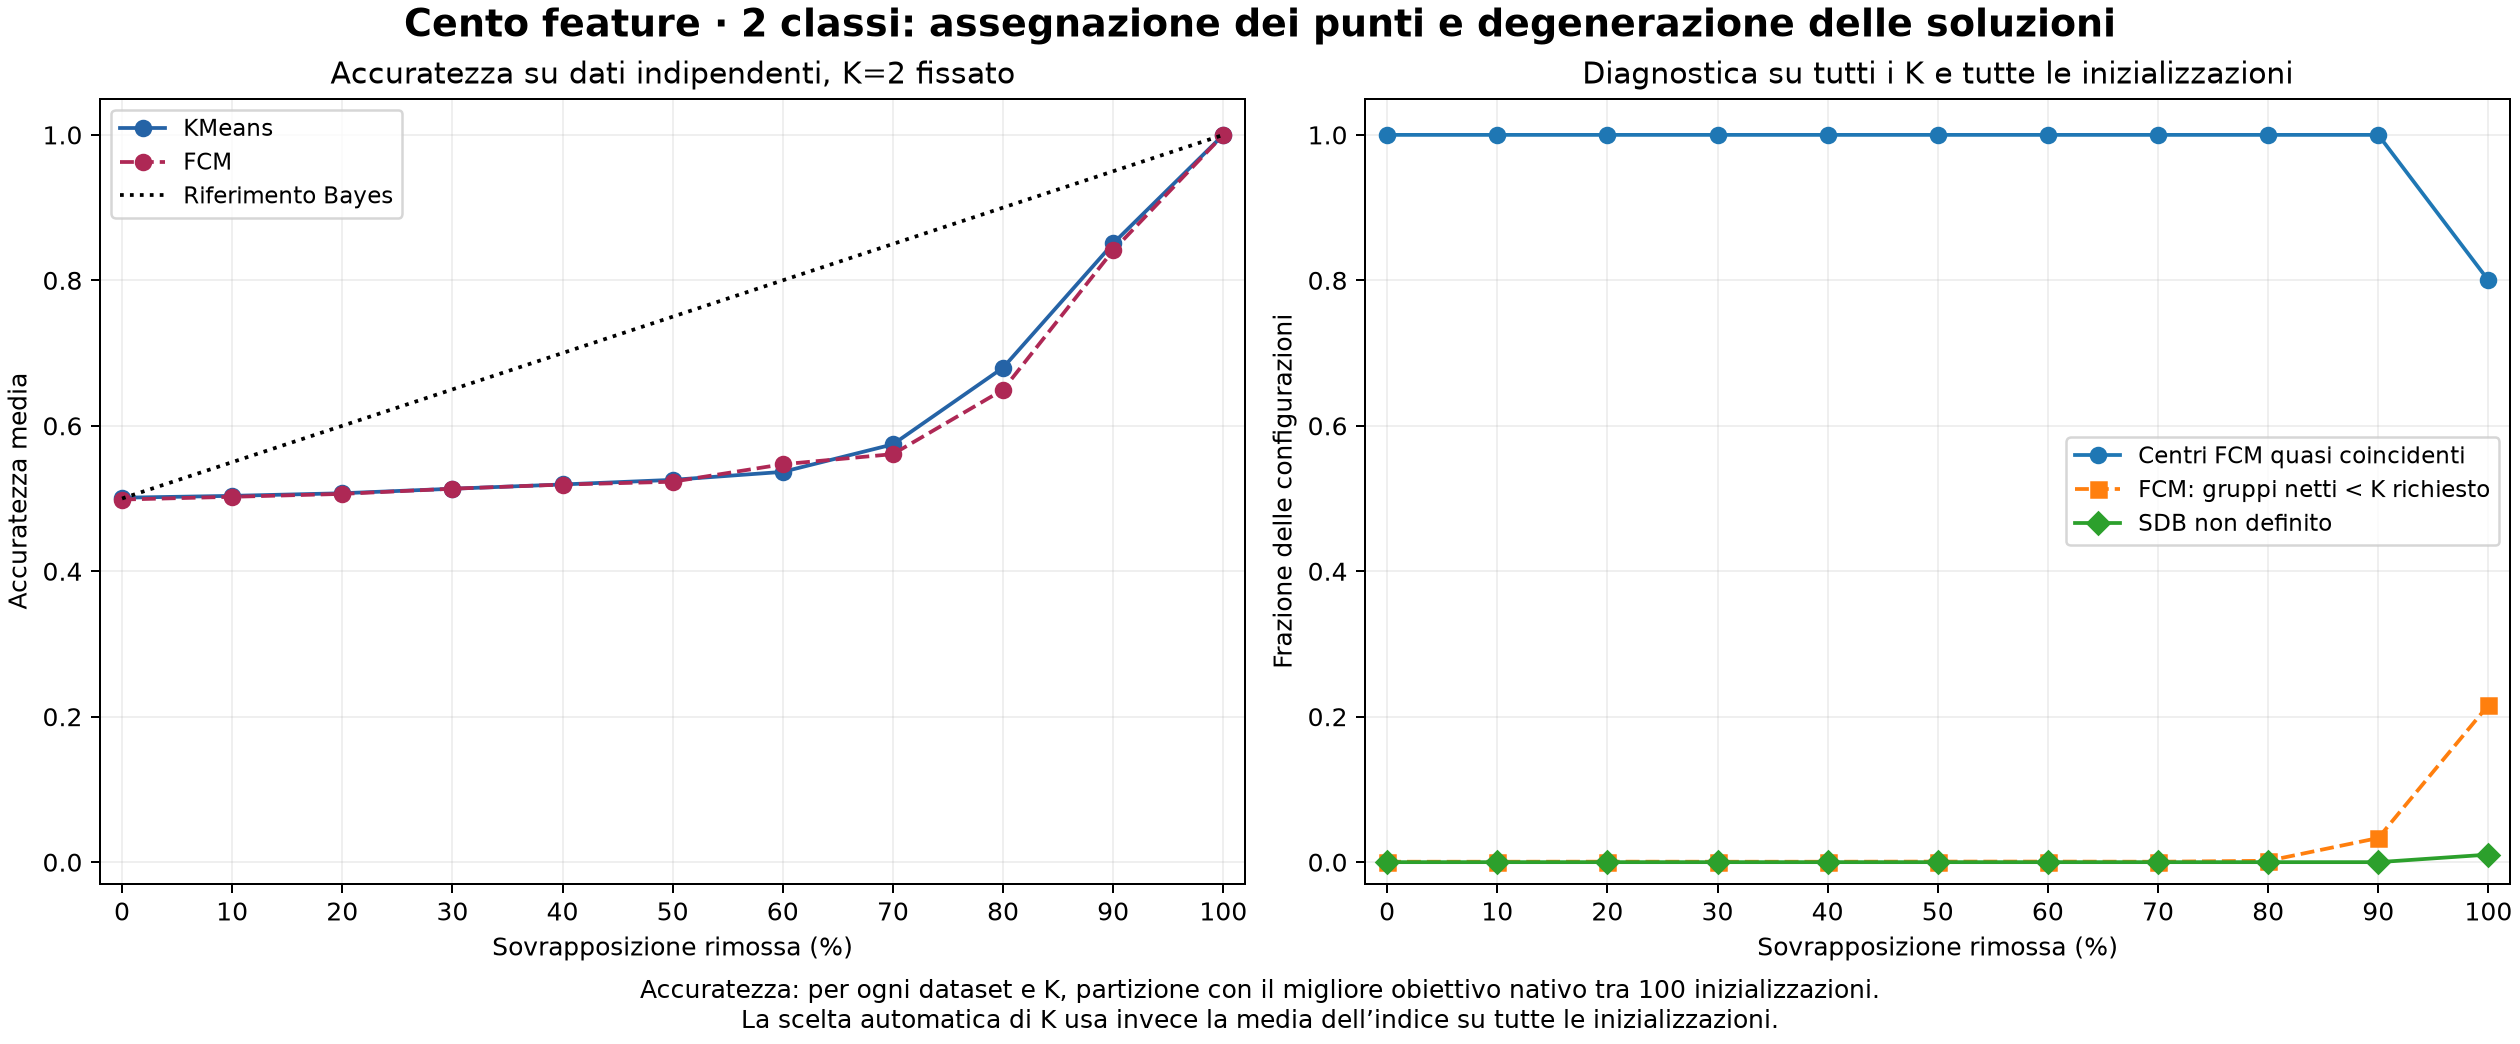 Cento feature · 2 classi: assegnazione dei punti e degenerazione delle soluzioni
Accuratezza su dati indipendenti, K=2 fissato
KMeans
FCM
Riferimento Bayes
1.0
0.8
0.6
0.4
0.2
0.0
Accuratezza media
0 10 20 30 40 50 60 70 80 90 100
Sovrapposizione rimossa (%)
Diagnostica su tutti i K e tutte le inizializzazioni
Centri FCM quasi coincidenti
FCM: gruppi netti < K richiesto
SDB non definito
1.0
0.8
0.6
0.4
0.2
0.0
Frazione delle configurazioni
0 10 20 30 40 50 60 70 80 90 100
Sovrapposizione rimossa (%)
Accuratezza: per ogni dataset e K, partizione con il migliore obiettivo nativo tra 100 inizializzazioni.
La scelta automatica di K usa invece la media dell’indice su tutte le inizializzazioni.